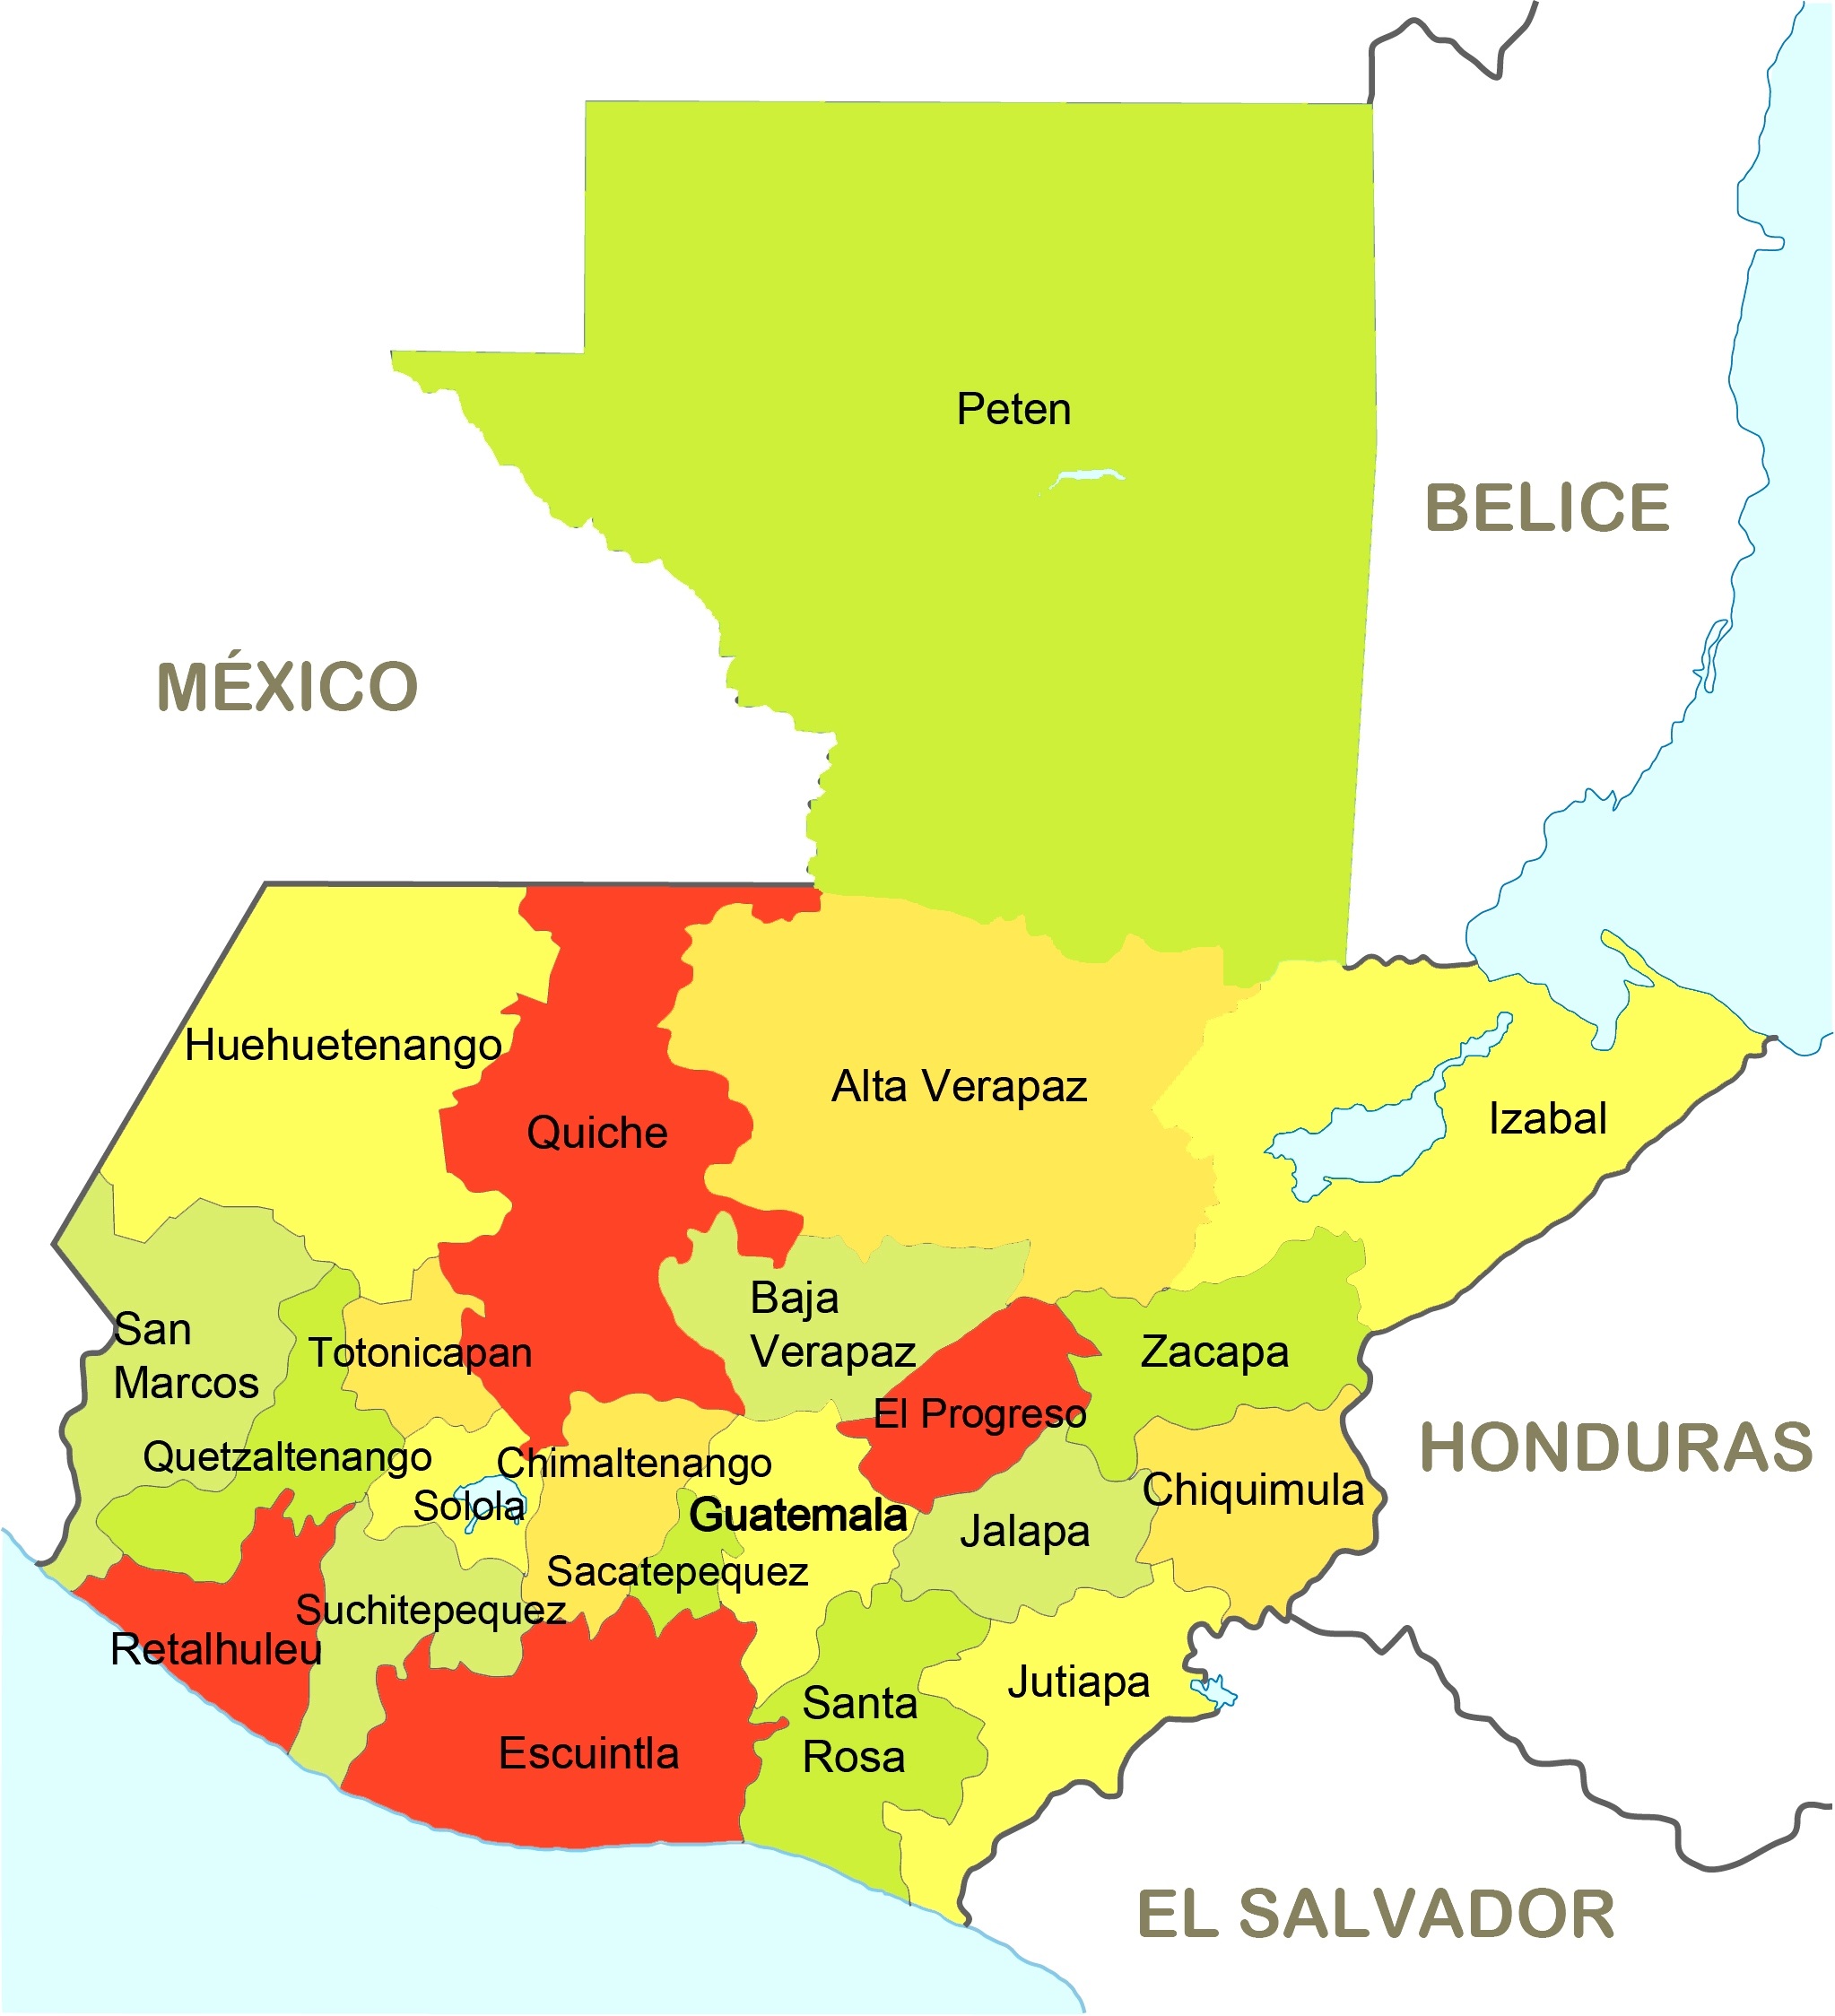 Peten
BELICE
MÉXICO
Huehuetenango
Alta Verapaz
Izabal
Quiche
Baja
Verapaz
San
Marcos
Totonicapan
Zacapa
El Progreso
HONDURAS
Quetzaltenango
Chimaltenango
Chiquimula
Solola
Guatemala
Jalapa
Sacatepequez
Suchitepequez
Retalhuleu
Jutiapa
Santa
Rosa
Escuintla
EL SALVADOR